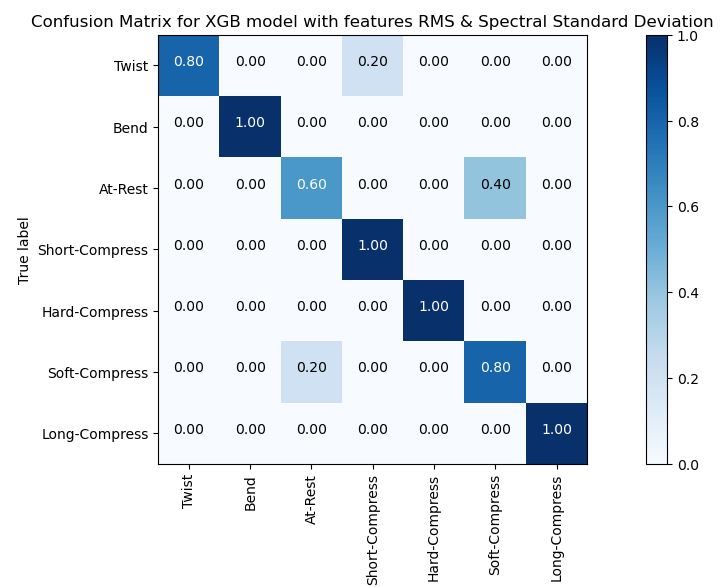 Confusion Matrix for XGB model with features RMS & Spectral Standard Deviation
True label
Twist 0.80 0.00 0.00 0.20 0.00 0.00 0.00
Bend 0.00 1.00 0.00 0.00 0.00 0.00 0.00
At-Rest 0.00 0.00 0.60 0.00 0.00 0.40 0.00
Short-Compress 0.00 0.00 0.00 1.00 0.00 0.00 0.00
Hard-Compress 0.00 0.00 0.00 0.00 1.00 0.00 0.00
Soft-Compress 0.00 0.00 0.20 0.00 0.00 0.80 0.00
Long-Compress 0.00 0.00 0.00 0.00 0.00 0.00 1.00
Twist
Bend
At-Rest
Short-Compress
Hard-Compress
Soft-Compress
Long-Compress
1.0
0.8
0.6
0.4
0.2
0.0